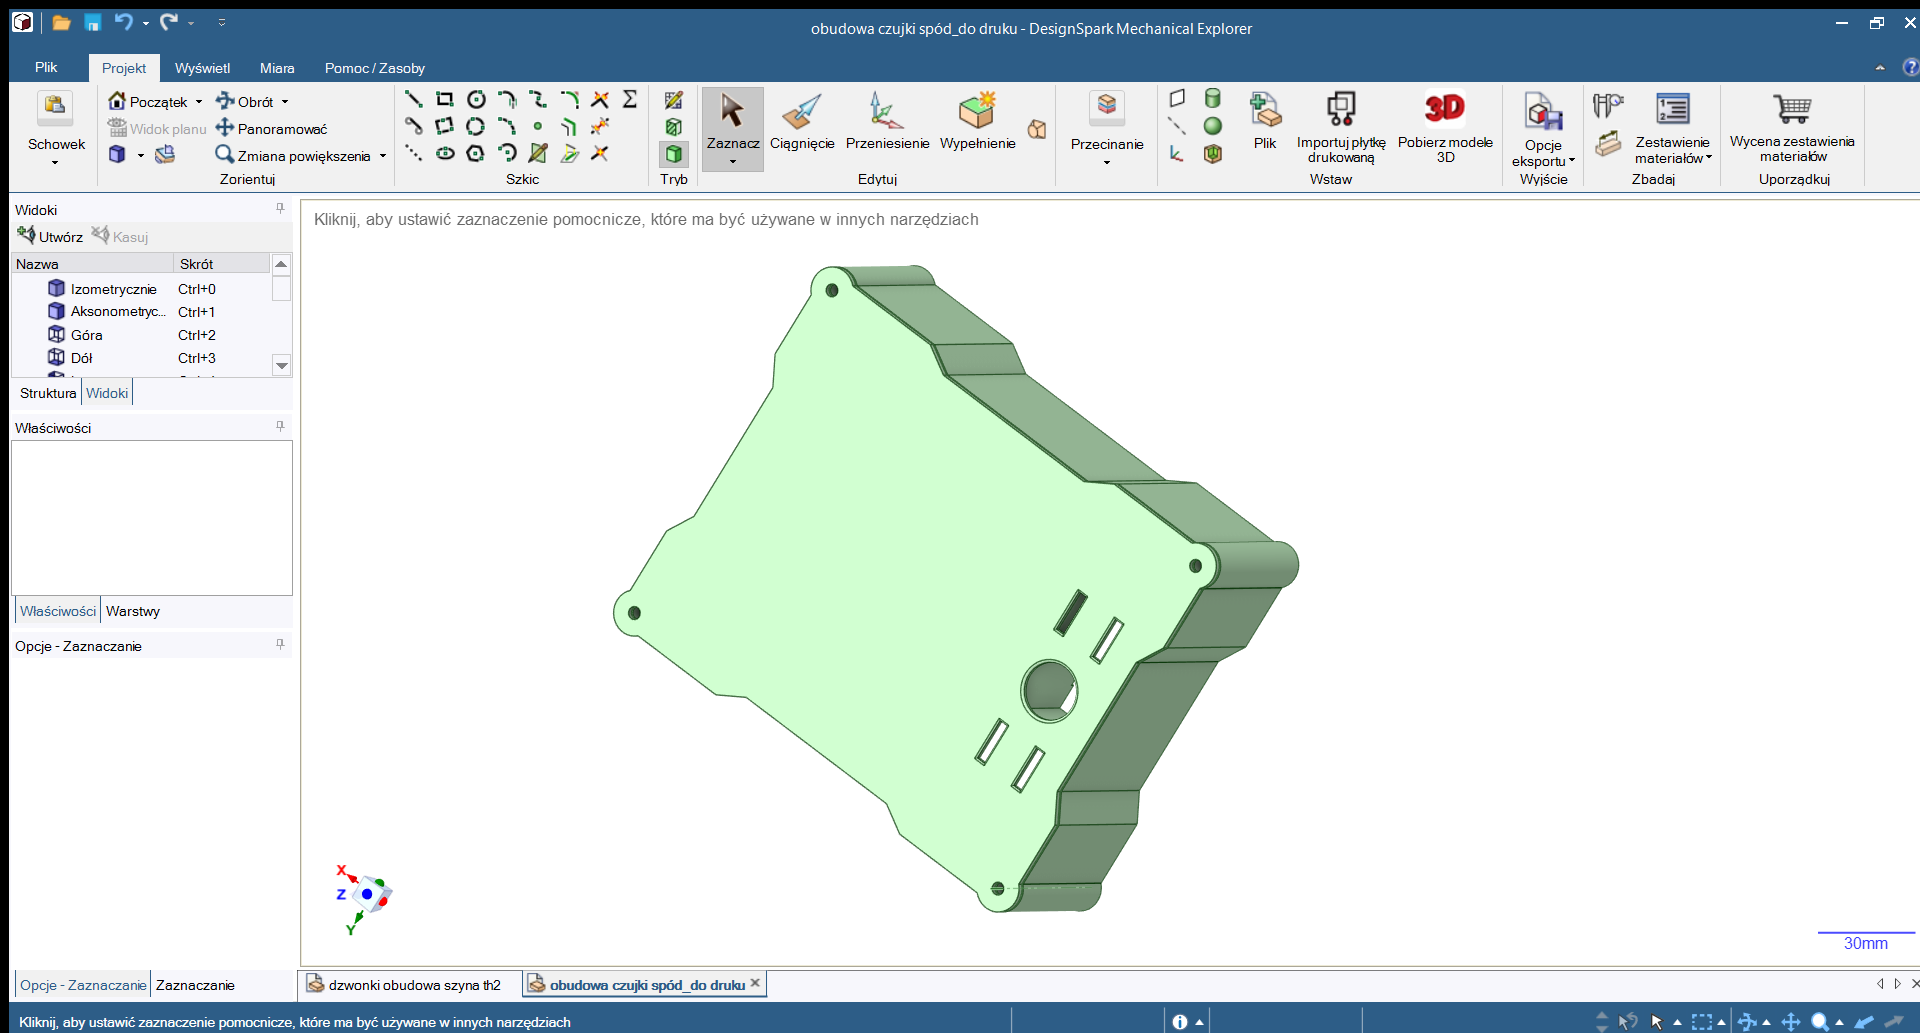 obudowa czujki spód_do druku - DesignSpark Mechanical Explorer
Plik
Projekt
Wyświetl
Miara
Pomoc / Zasoby
Schowek
Początek
Widok planu
Obrót
Panoramować
Zmiana powiększenia
Zorientuj
Szkic
Tryb
Zaznacz
Ciągnięcie
Przeniesienie
Wypełnienie
Edytuj
Przecinanie
Plik
Importuj płytkę
drukowaną
3D
Pobierz modele
3D
Wstaw
Opcje
eksportu
Wyjście
Zestawienie
materiałów
Zbadaj
Wycena zestawienia
materiałów
Uporządkuj
Widoki
Utwórz
Kasuj
Nazwa Skrót
Izometrycznie Ctrl+0
Aksonometryc... Ctrl+1
Góra Ctrl+2
Dół Ctrl+3
Struktura Widoki
Właściwości
Właściwości Warstwy
Opcje - Zaznaczanie
Opcje - Zaznaczanie Zaznaczanie
Kliknij, aby ustawić zaznaczenie pomocnicze, które ma być używane w innych narzędziach
X
Z
Y
30mm
dzwonki obudowa szyna th2
obudowa czujki spód_do druku
Kliknij, aby ustawić zaznaczenie pomocnicze, które ma być używane w innych narzędziach